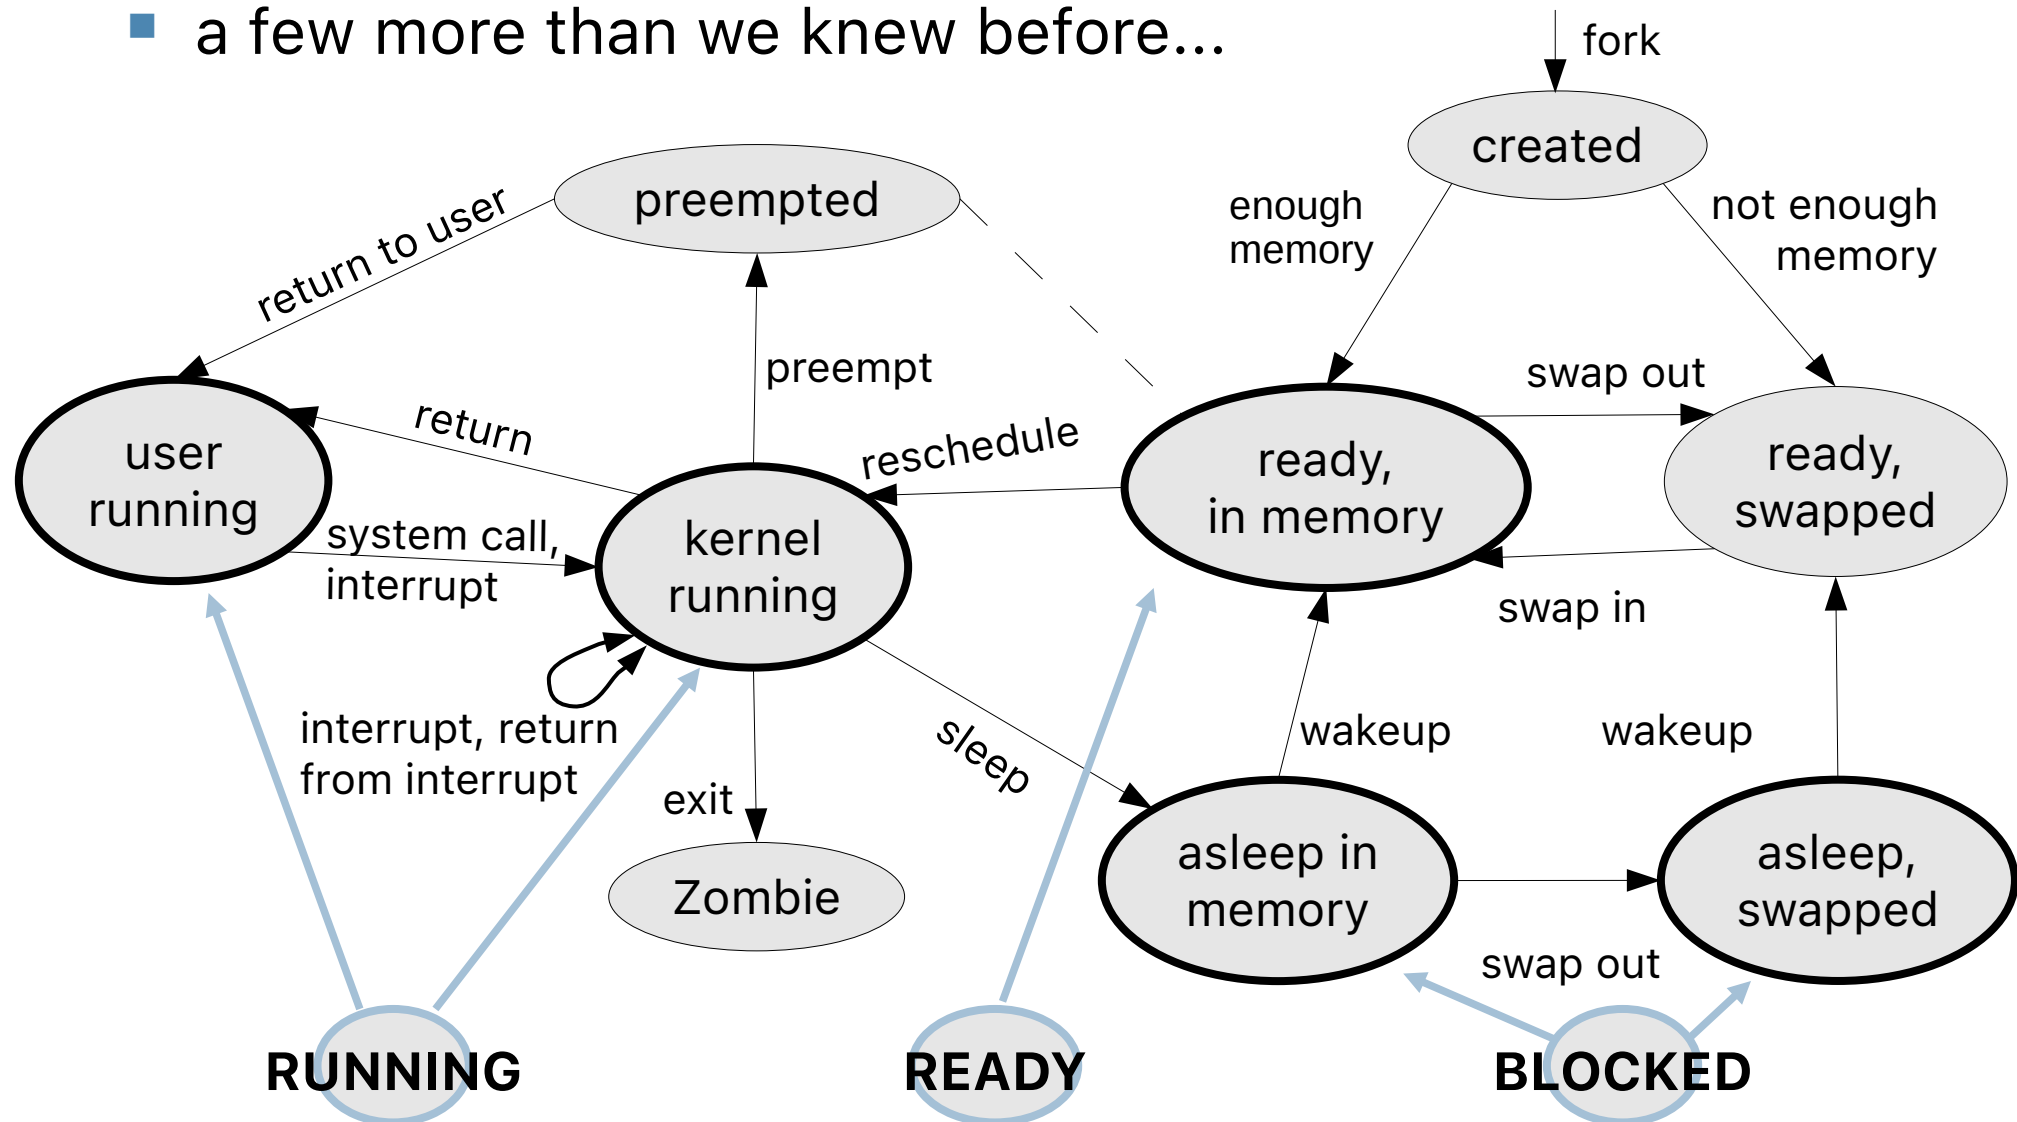 a few more than we knew before...
fork
created
preempted
enough
memory
not enough
memory
return to user
preempt
swap out
return
reschedule
user
running
ready,
in memory
ready,
swapped
system call,
interrupt
kernel
running
swap in
interrupt, return
from interrupt
sleep
wakeup
wakeup
exit
Zombie
asleep in
memory
asleep,
swapped
swap out
RUNNING
READY
BLOCKED